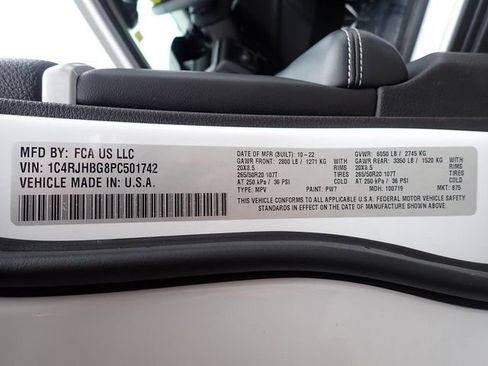 MFD BY: FCA US LLC
VIN: 1C4RJHBG8PC501742
VEHICLE MADE IN: U.S.A.
DATE OF MFR (BUILT): 10-22 GVWR: 6050 LB / 2745 KG
GAWR FRONT: 2800 LB / 1271 KG GAWR REAR: 3350 LB / 1520 KG
20X8.5 RIMS 20X8.5 RIMS
265/50R20 107T TIRES 265/50R20 107T TIRES
AT 250 kPa / 36 PSI COLD AT 250 kPa / 36 PSI COLD
TYPE: MPV PAINT: PW7 MDH: 100719 MKT: 875
THIS VEHICLE CONFORMS TO ALL APPLICABLE U.S.A. FEDERAL MOTOR VEHICLE SAFETY
STANDARDS IN EFFECT ON THE DATE OF MANUFACTURE SHOWN ABOVE.